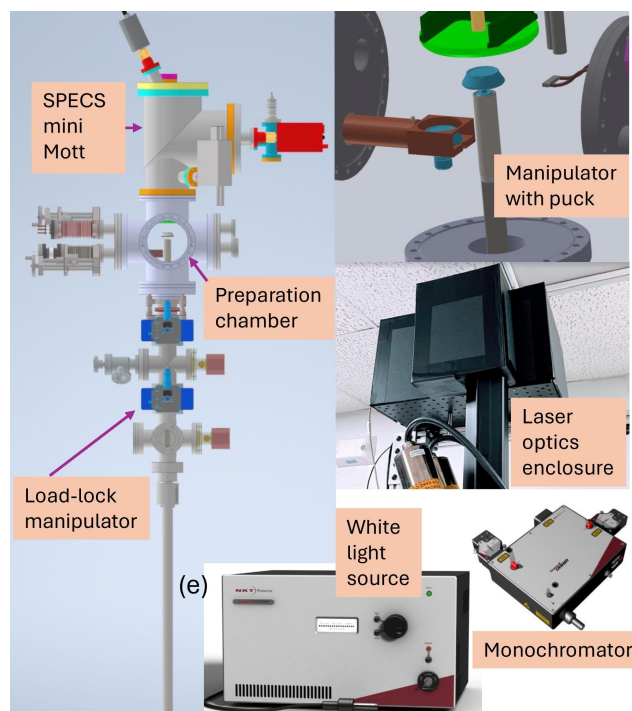 SPECS
mini
Mott
Preparation
chamber
Load-lock
manipulator
(e)
Manipulator
with puck
Laser
optics
enclosure
White
light
source
NKT Photonics
Monochromator